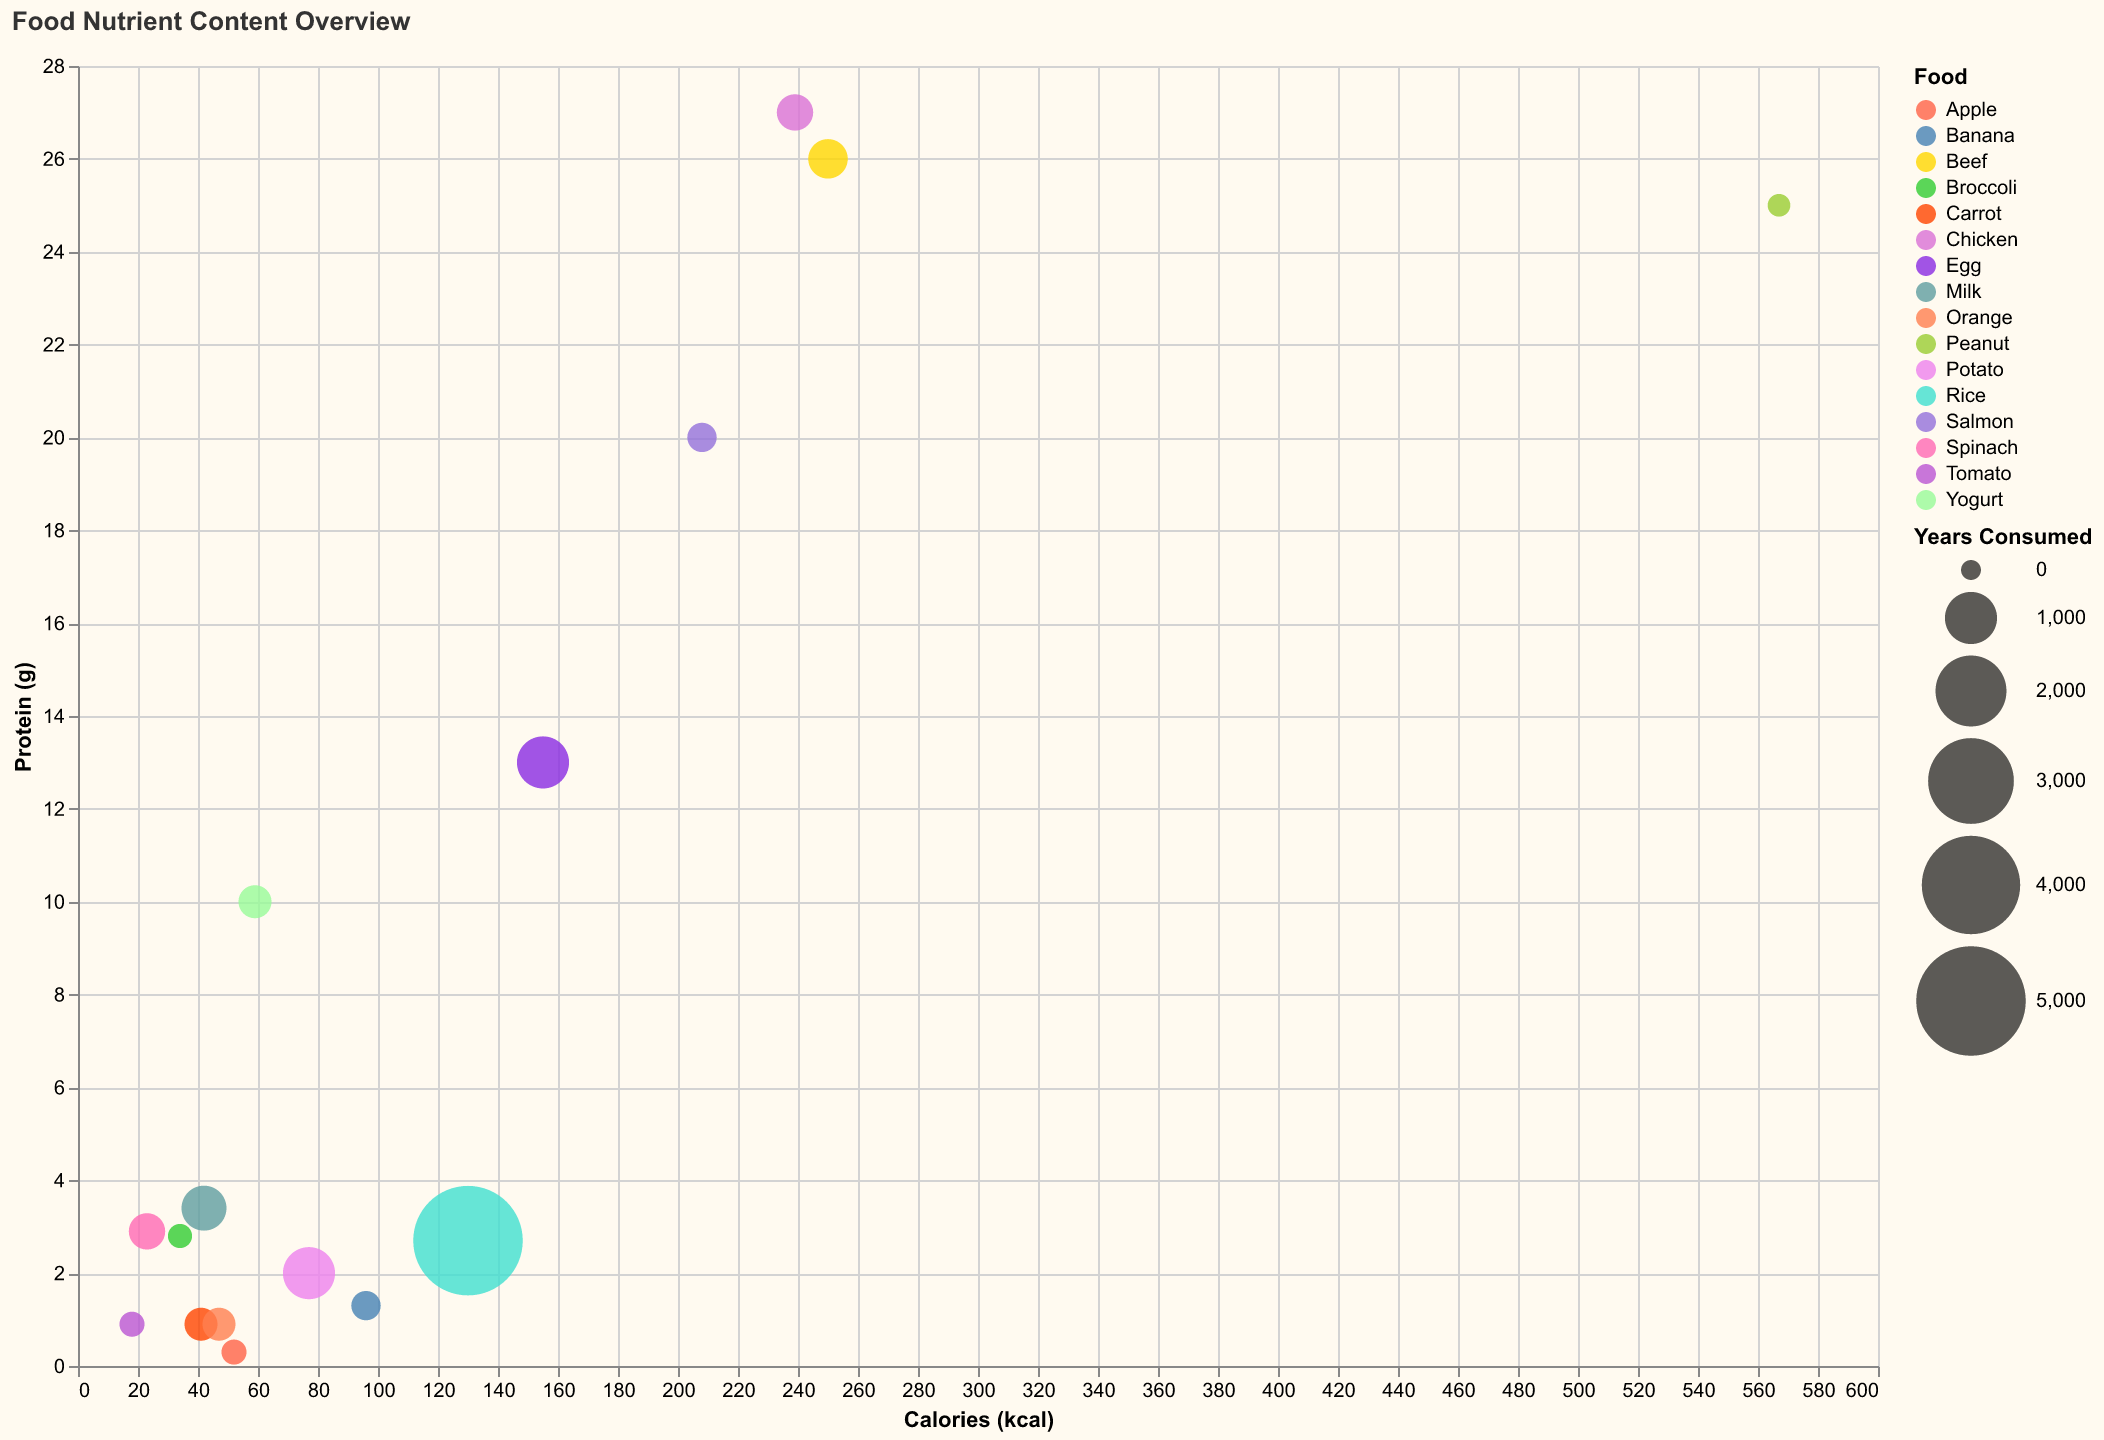 Food Nutrient Content Overview
28
26
24
22
20
18
16
14
12
10
8
6
4
2
0
Protein (g)
0 20 40 60 80 100 120 140 160 180 200 220 240 260 280 300 320 340 360 380 400 420 440 460 480 500 520 540 560 580 600
Calories (kcal)
Food
Apple
Banana
Beef
Broccoli
Carrot
Chicken
Egg
Milk
Orange
Peanut
Potato
Rice
Salmon
Spinach
Tomato
Yogurt
Years Consumed
0
1,000
2,000
3,000
4,000
5,000